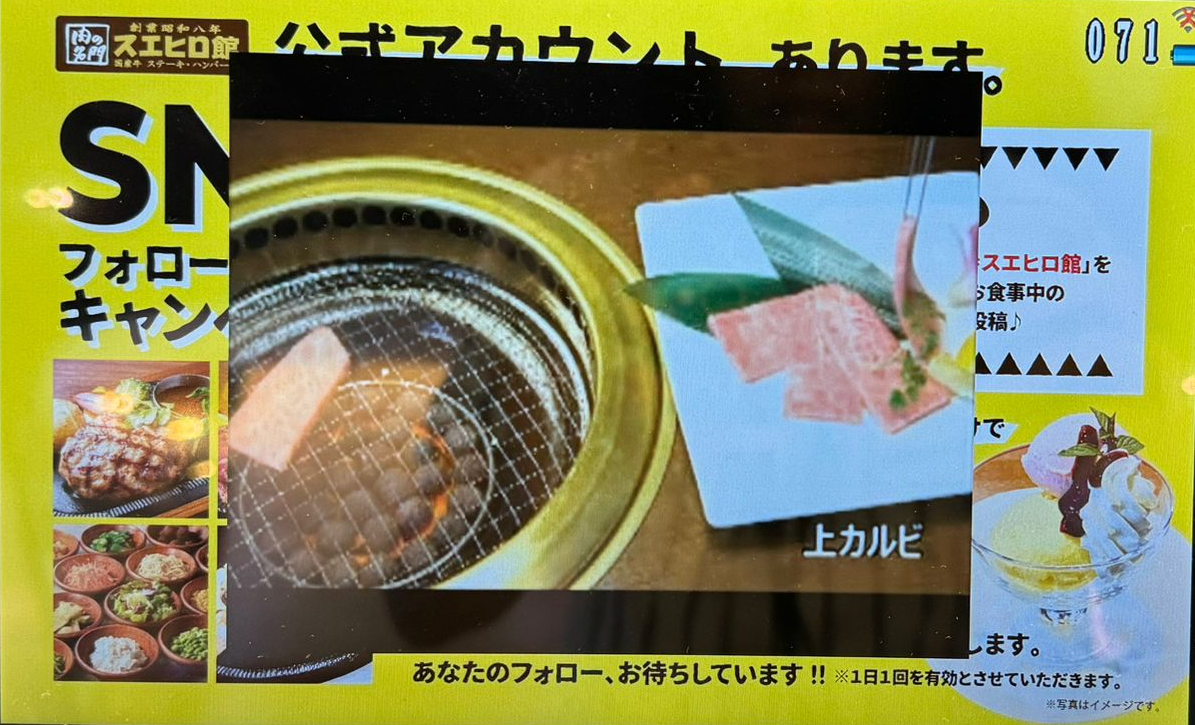 創業昭和八年
肉の名門
スエヒロ館
国産牛 ステーキ・ハンバー
公式アカウント あります。
071
SN
フォロー
キャンペ
スエヒロ館」を
お食事中の
投稿♪
けで
上カルビ
します。
あなたのフォロー、お待ちしています!! ※1日1回を有効とさせていただきます。
※写真はイメージです。